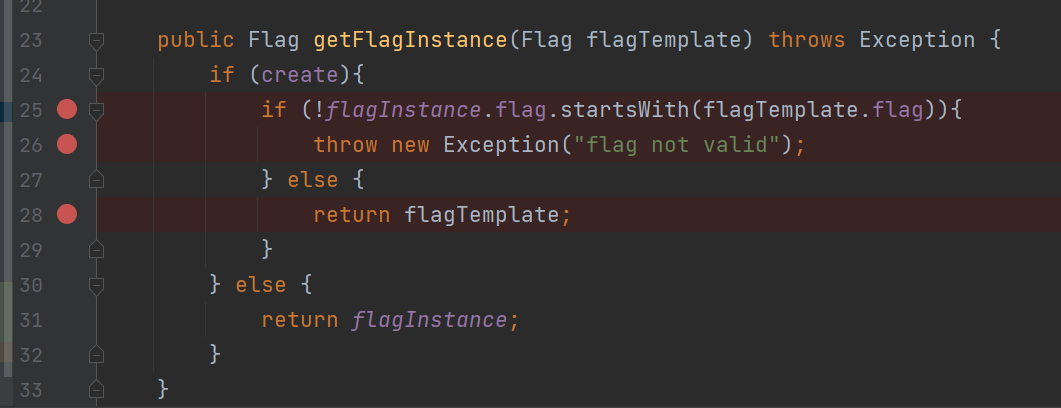 22
23 public Flag getFlagInstance(Flag flagTemplate) throws Exception {
24 if (create){
25 if (!flagInstance.flag.startsWith(flagTemplate.flag)){
26 throw new Exception("flag not valid");
27 } else {
28 return flagTemplate;
29 }
30 } else {
31 return flagInstance;
32 }
33 }